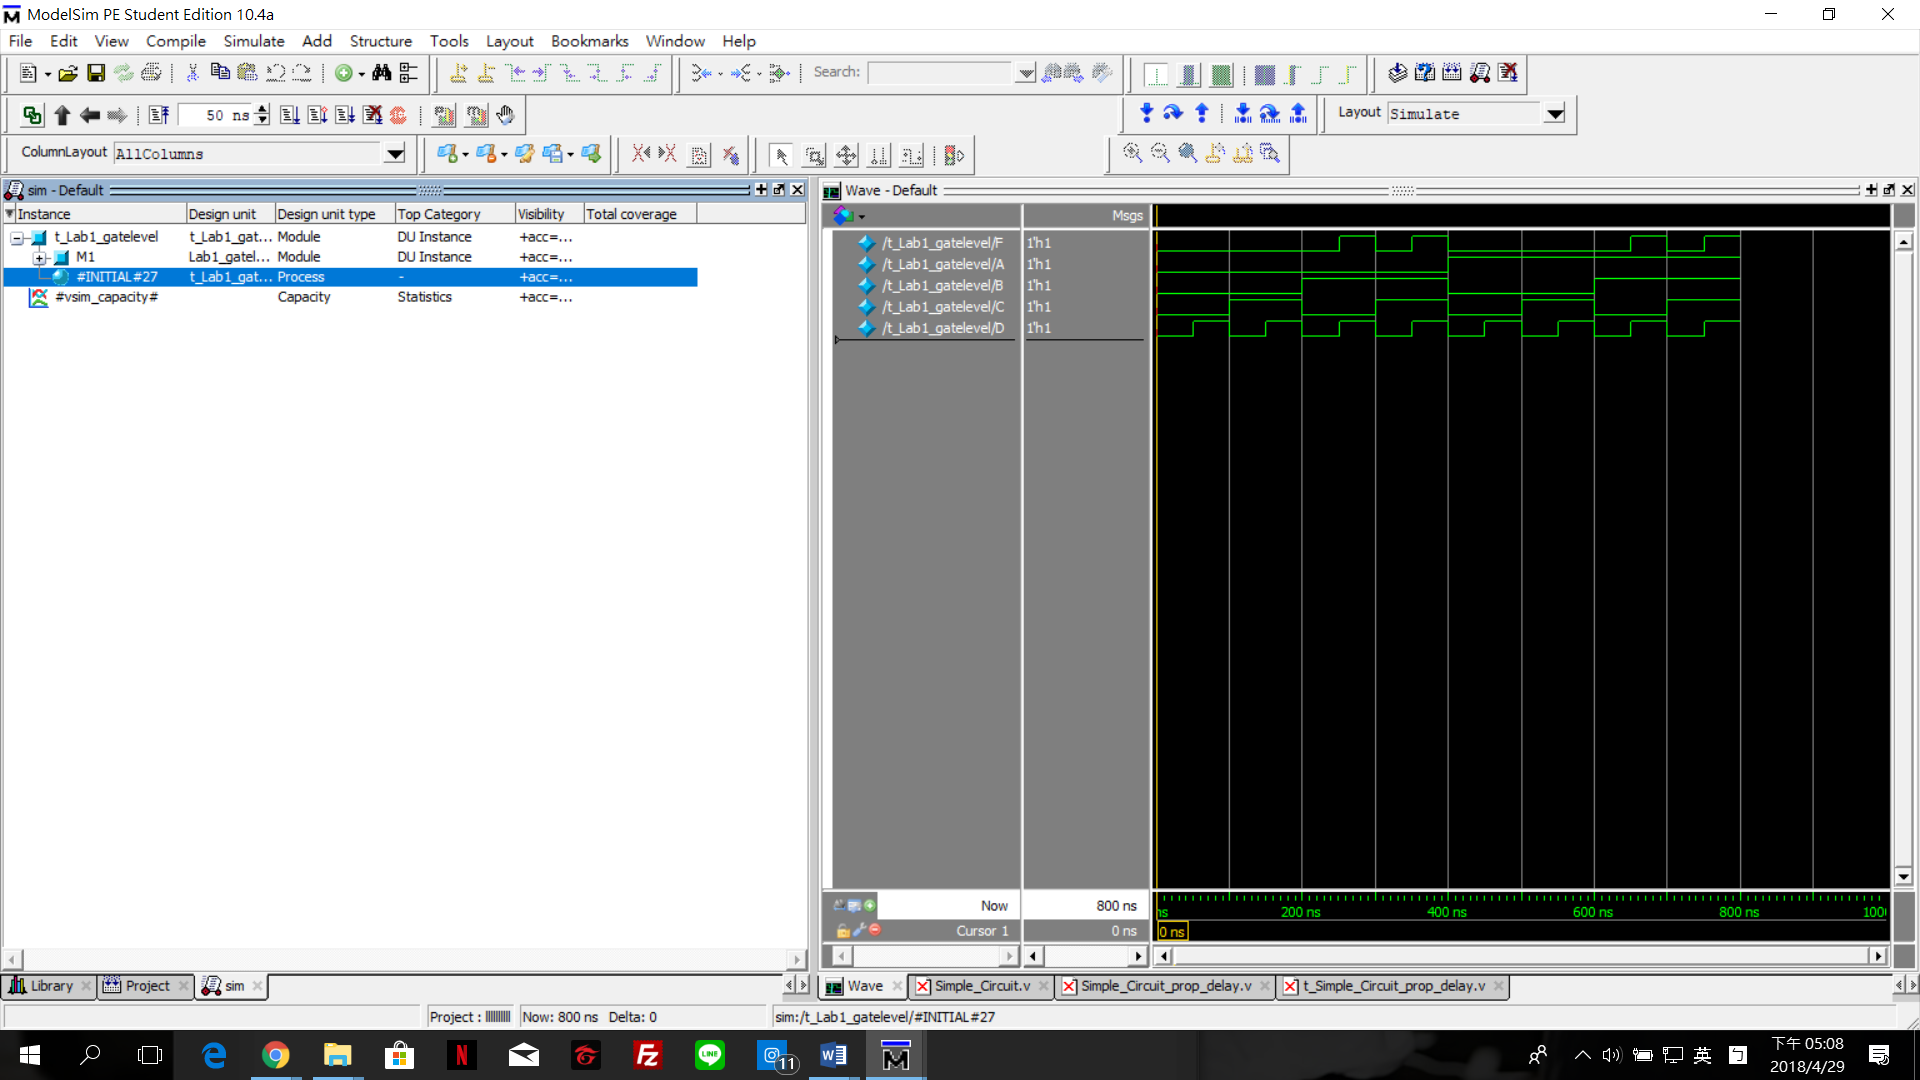 ModelSim PE Student Edition 10.4a
File Edit View Compile Simulate Add Structure Tools Layout Bookmarks Window Help
Search:
50 ns
Layout Simulate
ColumnLayout AllColumns
sim - Default
Instance Design unit Design unit type Top Category Visibility Total coverage
t_Lab1_gatelevel t_Lab1_gat... Module DU Instance +acc=...
M1 Lab1_gatel... Module DU Instance +acc=...
#INITIAL#27 t_Lab1_gat... Process - +acc=...
#vsim_capacity# Capacity Statistics +acc=...
Wave - Default
Msgs
/t_Lab1_gatelevel/F 1'h1
/t_Lab1_gatelevel/A 1'h1
/t_Lab1_gatelevel/B 1'h1
/t_Lab1_gatelevel/C 1'h1
/t_Lab1_gatelevel/D 1'h1
Now 800 ns
ns 200 ns 400 ns 600 ns 800 ns 100
Cursor 1 0 ns
0 ns
Library Project sim
Wave Simple_Circuit.v Simple_Circuit_prop_delay.v t_Simple_Circuit_prop_delay.v
Project : Now: 800 ns Delta: 0 sim:/t_Lab1_gatelevel/#INITIAL#27
N FZ LINE 11 W M
英 ㄅ
下午 05:08
2018/4/29